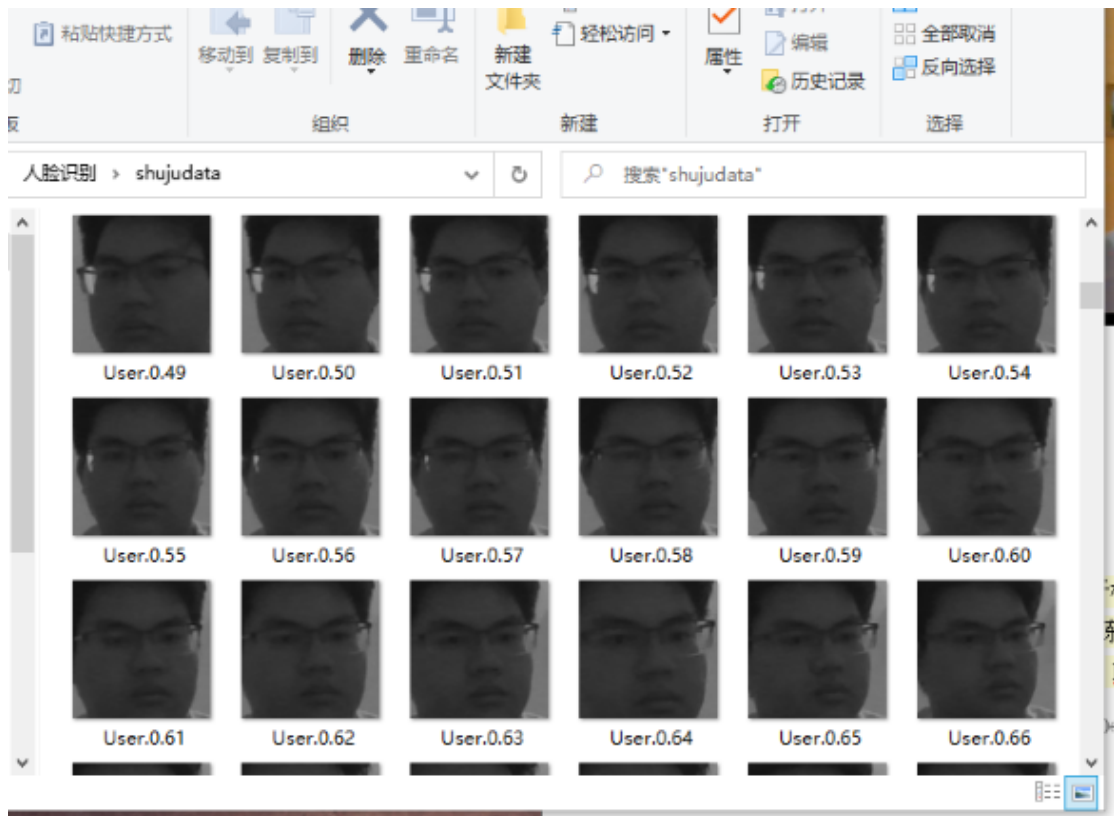 粘贴快捷方式
移动到 复制到 删除 重命名
新建
文件夹
轻松访问
属性
编辑
历史记录
全部取消
反向选择
切
组织 新建 打开 选择
人脸识别 › shujudata
搜索"shujudata"
User.0.49 User.0.50 User.0.51 User.0.52 User.0.53 User.0.54
User.0.55 User.0.56 User.0.57 User.0.58 User.0.59 User.0.60
User.0.61 User.0.62 User.0.63 User.0.64 User.0.65 User.0.66